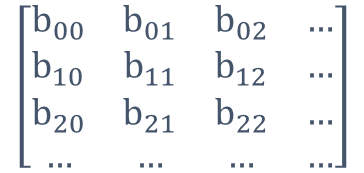 b₀₀ b₀₁ b₀₂ ...
b₁₀ b₁₁ b₁₂ ...
b₂₀ b₂₁ b₂₂ ...
... ... ... ...